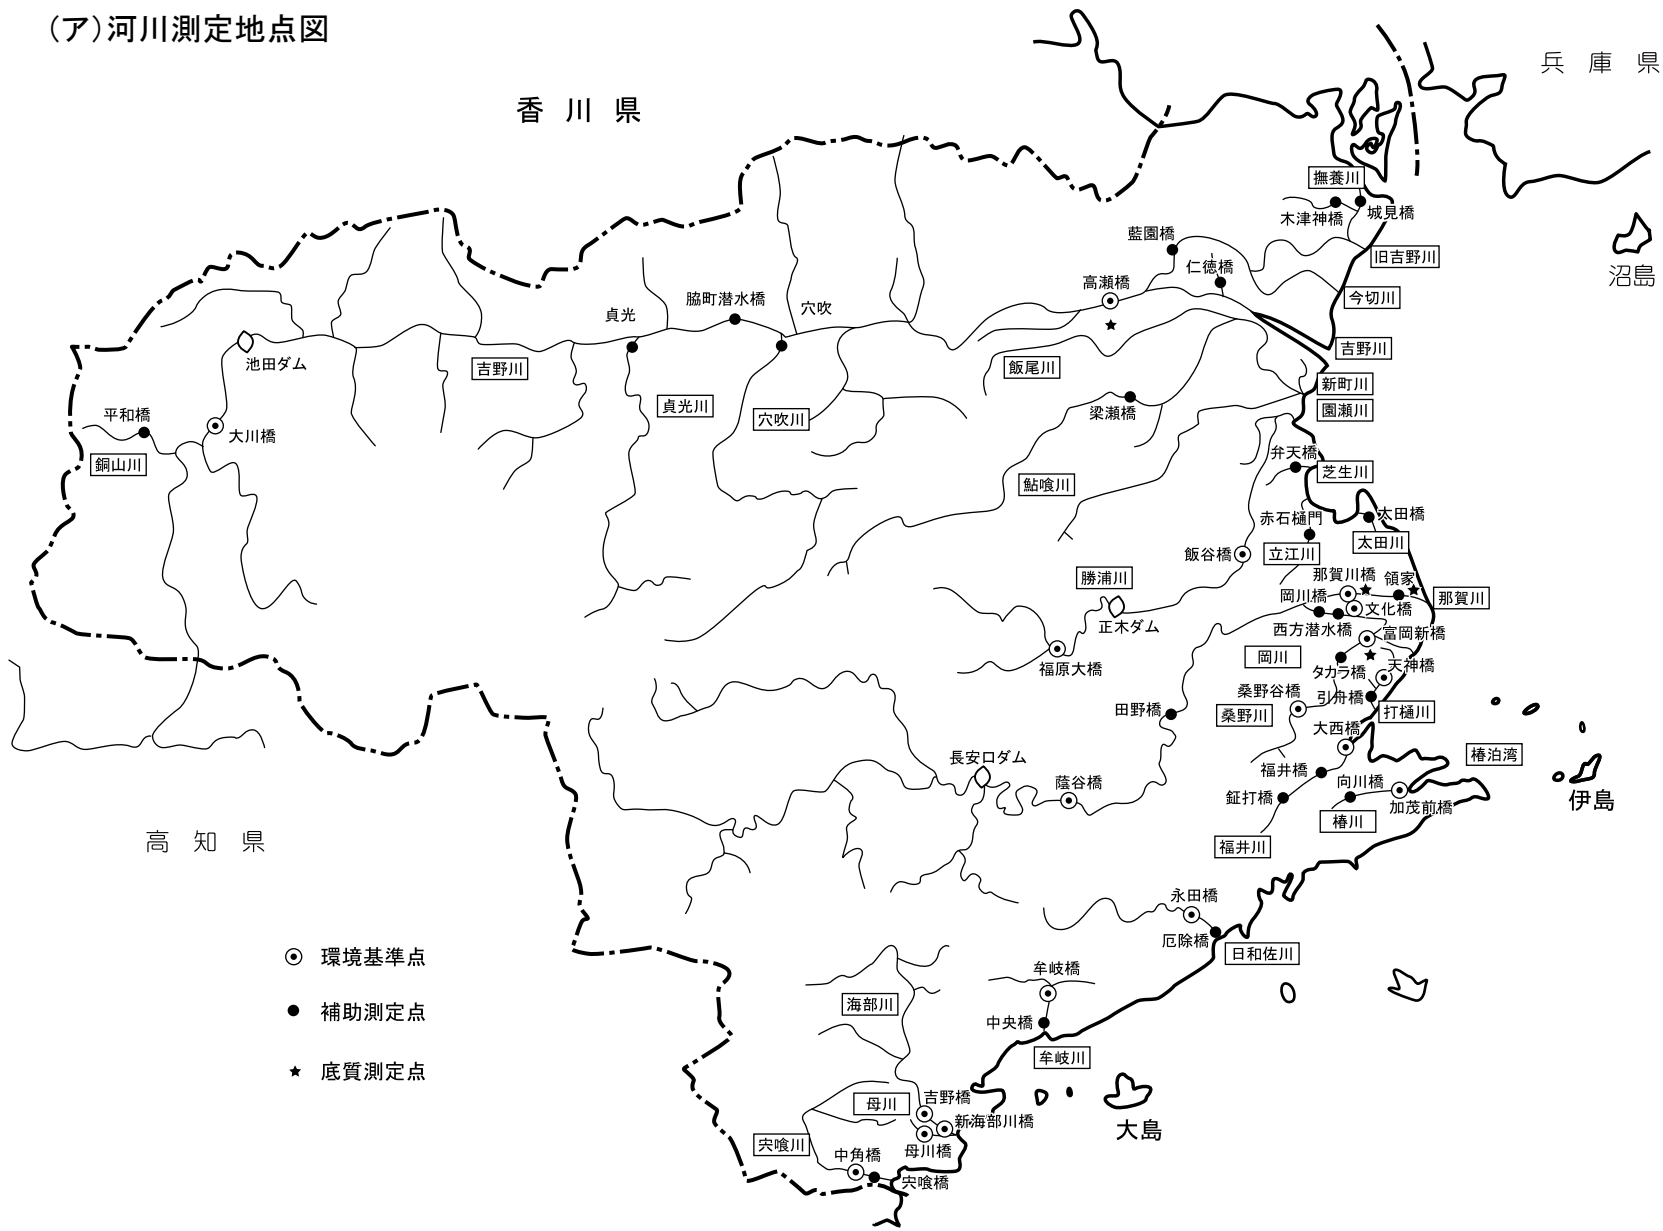 (ア)河川測定地点図
兵庫県
香川県
撫養川
木津神橋
城見橋
藍園橋
旧吉野川
仁徳橋
沼島
高瀬橋
今切川
脇町潜水橋
穴吹
貞光
吉野川
池田ダム
吉野川
飯尾川
新町川
貞光川
穴吹川
梁瀬橋
園瀬川
平和橋
大川橋
銅山川
弁天橋
芝生川
鮎喰川
赤石樋門
太田橋
太田川
飯谷橋
立江川
勝浦川
那賀川橋
領家
岡川橋
那賀川
文化橋
正木ダム
西方潜水橋
富岡新橋
福原大橋
岡川
タカラ橋
天神橋
桑野谷橋
引舟橋
田野橋
桑野川
打樋川
大西橋
長安口ダム
椿泊湾
福井橋
蔭谷橋
向川橋
鉦打橋
加茂前橋
伊島
椿川
高知県
福井川
永田橋
厄除橋
日和佐川
環境基準点
牟岐橋
海部川
補助測定点
中央橋
牟岐川
底質測定点
吉野橋
母川
新海部川橋
大島
宍喰川
母川橋
中角橋
宍喰橋